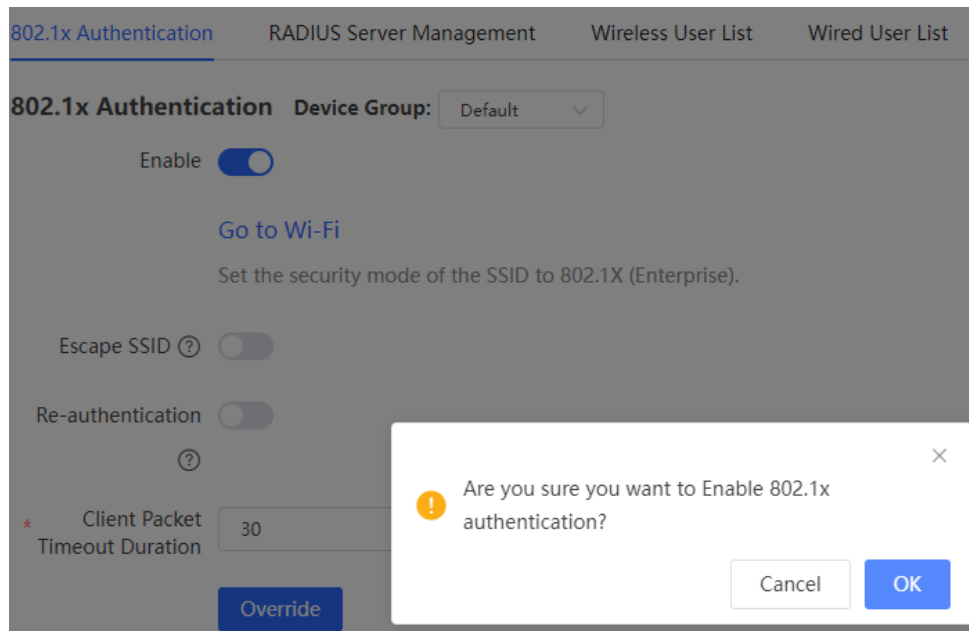 802.1x Authentication RADIUS Server Management Wireless User List Wired User List
802.1x Authentication Device Group: Default
Enable
Go to Wi-Fi
Set the security mode of the SSID to 802.1X (Enterprise).
Escape SSID ?
Re-authentication
?
* Client Packet
Timeout Duration
30
Override
Are you sure you want to Enable 802.1x
authentication?
Cancel OK